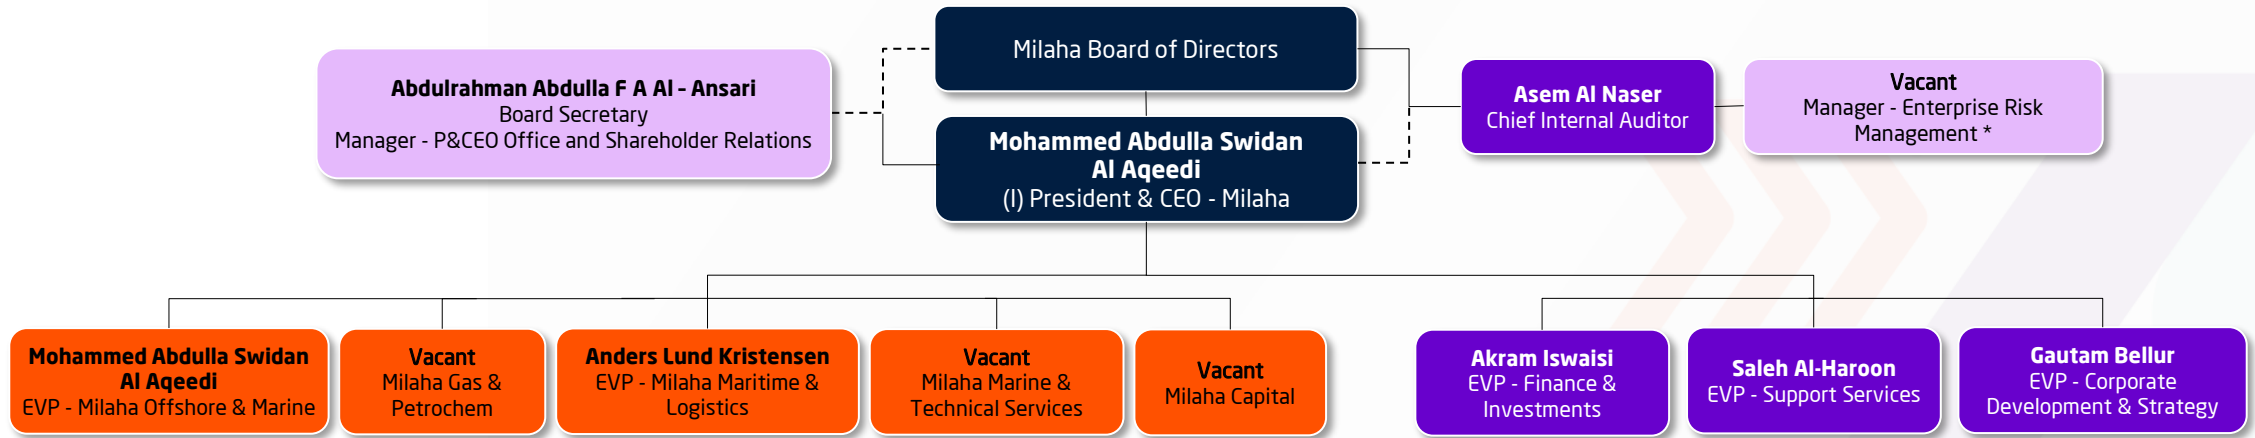 Milaha Board of Directors
Abdulrahman Abdulla F A Al – Ansari
Board Secretary
Manager - P&CEO Office and Shareholder Relations
Mohammed Abdulla Swidan
Al Aqeedi
(I) President & CEO - Milaha
Asem Al Naser
Chief Internal Auditor
Vacant
Manager - Enterprise Risk
Management *
Mohammed Abdulla Swidan
Al Aqeedi
EVP - Milaha Offshore & Marine
Vacant
Milaha Gas &
Petrochem
Anders Lund Kristensen
EVP - Milaha Maritime &
Logistics
Vacant
Milaha Marine &
Technical Services
Vacant
Milaha Capital
Akram Iswaisi
EVP - Finance &
Investments
Saleh Al-Haroon
EVP - Support Services
Gautam Bellur
EVP - Corporate
Development & Strategy